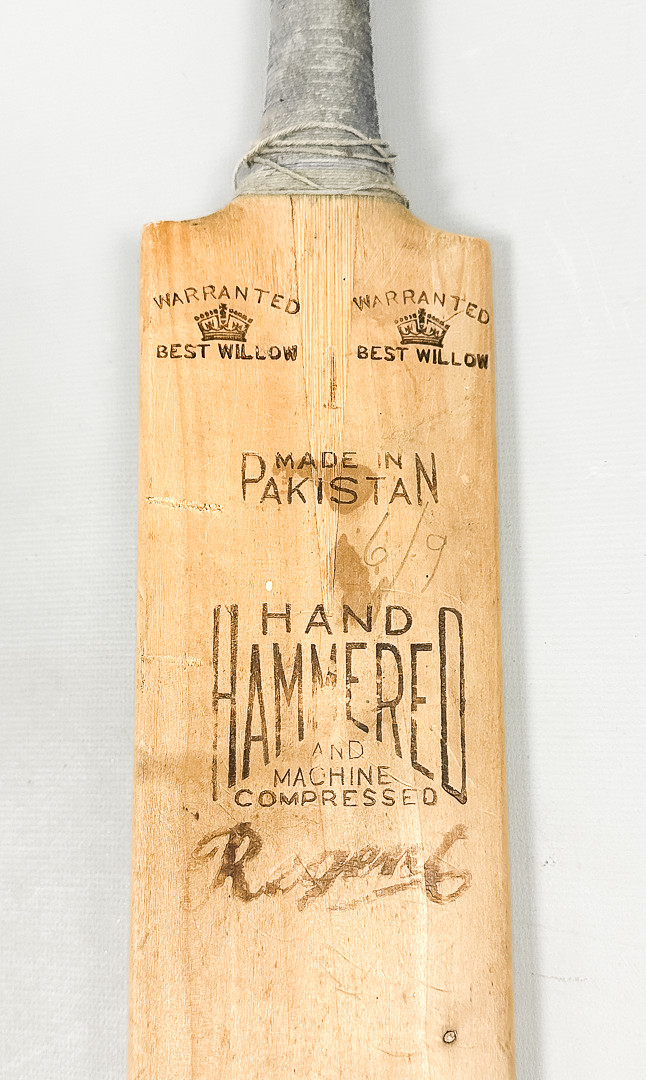 WARRANTED
BEST WILLOW
WARRANTED
BEST WILLOW
MADE IN
PAKISTAN
6/9
HAND
HAMMERED
AND
MACHINE
COMPRESSED